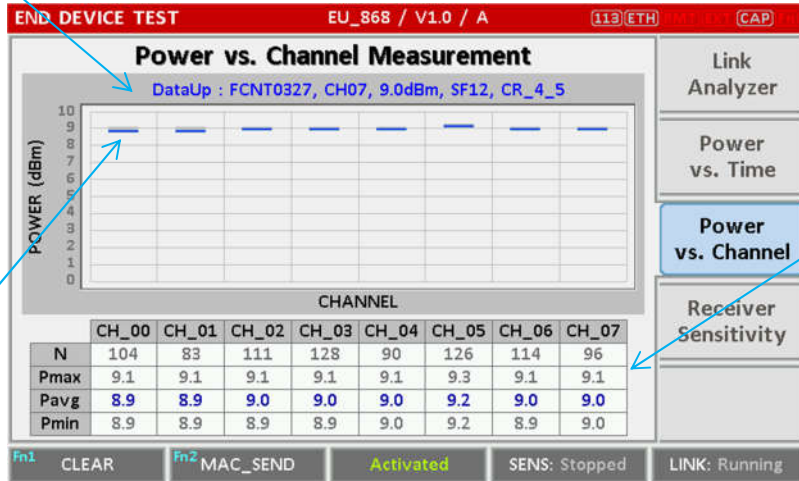 END DEVICE TEST EU_868 / V1.0 / A [113] [ETH] RMT EXT [CAP] Fn
Power vs. Channel Measurement
DataUp : FCNT0327, CH07, 9.0dBm, SF12, CR_4_5
POWER (dBm)
10
9
8
7
6
5
4
3
2
1
0
CHANNEL
CH_00 CH_01 CH_02 CH_03 CH_04 CH_05 CH_06 CH_07
N 104 83 111 128 90 126 114 96
Pmax 9.1 9.1 9.1 9.1 9.1 9.3 9.1 9.1
Pavg 8.9 8.9 9.0 9.0 9.0 9.2 9.0 9.0
Pmin 8.9 8.9 8.9 8.9 9.0 9.2 8.9 9.0
Link
Analyzer
Power
vs. Time
Power
vs. Channel
Receiver
Sensitivity
Fn1 CLEAR Fn2 MAC_SEND Activated SENS: Stopped LINK: Running